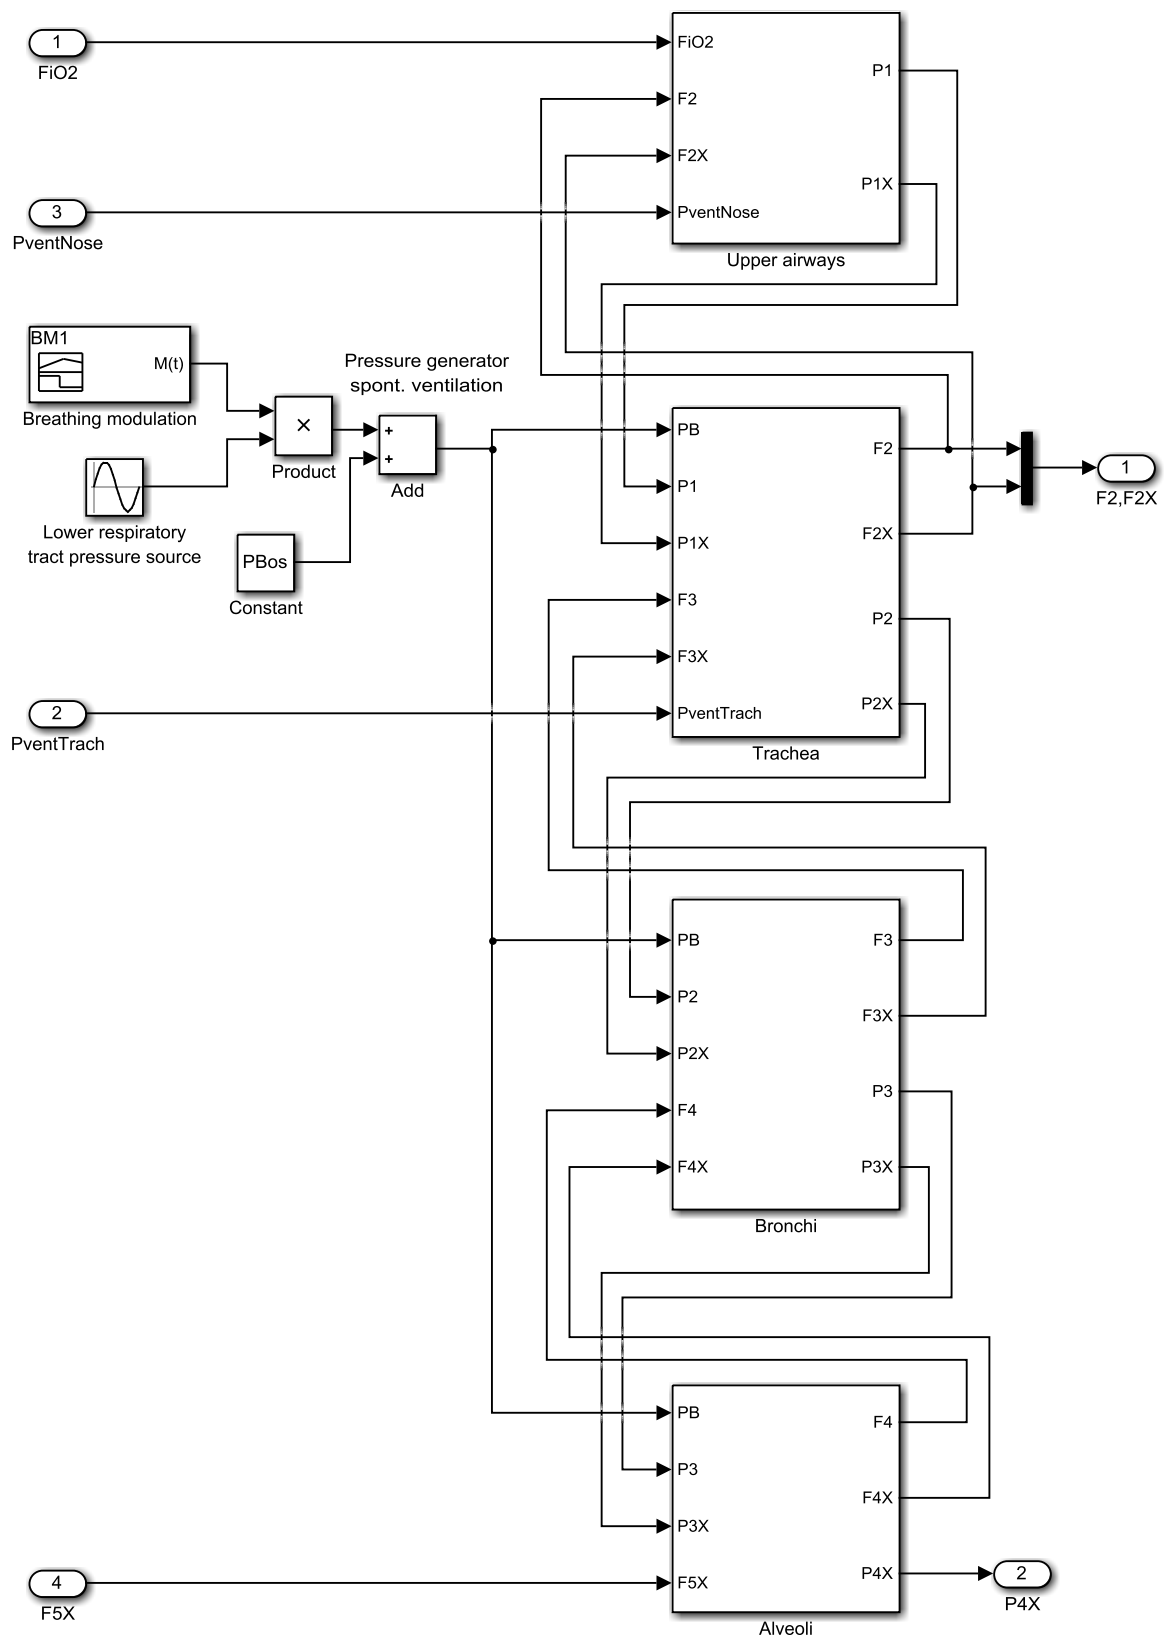 1
FiO2
3
PventNose
FiO2
F2
F2X
PventNose
P1
P1X
Upper airways
BM1
M(t)
Breathing modulation
Lower respiratory
tract pressure source
×
Product
PBos
Constant
Pressure generator
spont. ventilation
+
+
Add
2
PventTrach
PB
P1
P1X
F3
F3X
PventTrach
F2
F2X
P2
P2X
Trachea
1
F2,F2X
PB
P2
P2X
F4
F4X
F3
F3X
P3
P3X
Bronchi
PB
P3
P3X
F5X
F4
F4X
P4X
Alveoli
4
F5X
2
P4X